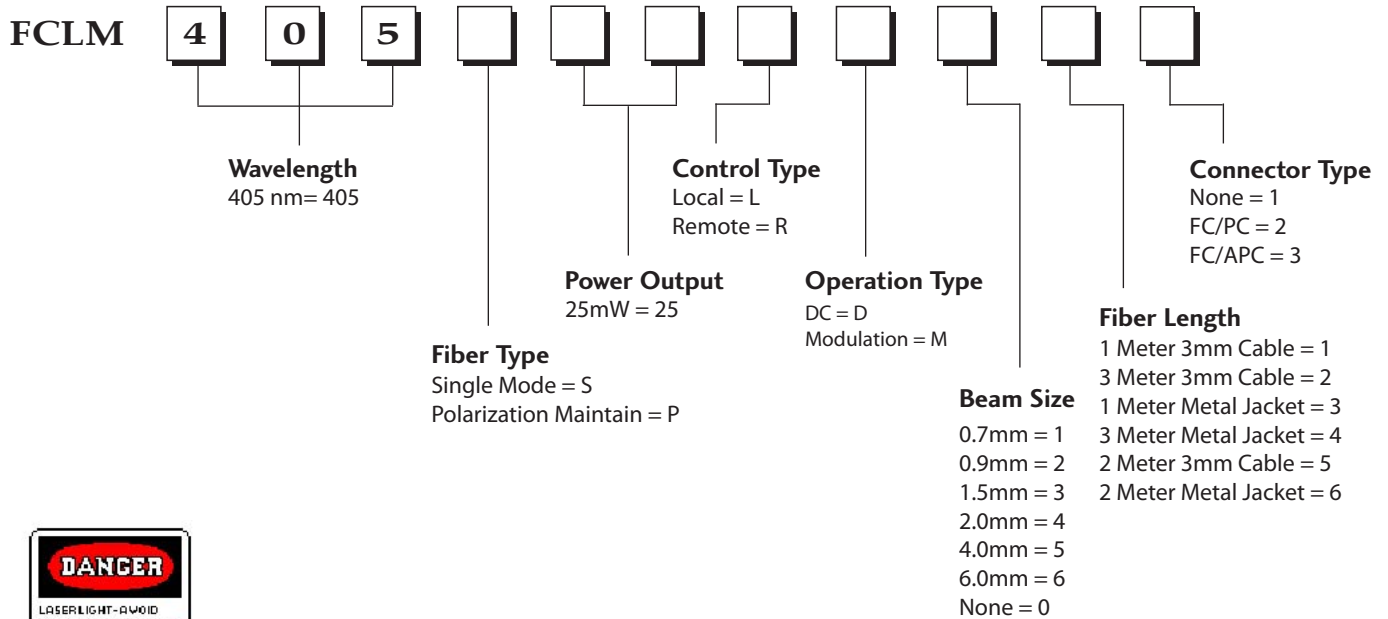 FCLM 4 0 5
Wavelength
405 nm= 405
Fiber Type
Single Mode = S
Polarization Maintain = P
Power Output
25mW = 25
Control Type
Local = L
Remote = R
Operation Type
DC = D
Modulation = M
Beam Size
0.7mm = 1
0.9mm = 2
1.5mm = 3
2.0mm = 4
4.0mm = 5
6.0mm = 6
None = 0
Fiber Length
1 Meter 3mm Cable = 1
3 Meter 3mm Cable = 2
1 Meter Metal Jacket = 3
3 Meter Metal Jacket = 4
2 Meter 3mm Cable = 5
2 Meter Metal Jacket = 6
Connector Type
None = 1
FC/PC = 2
FC/APC = 3
DANGER
LASERLIGHT-AVOID